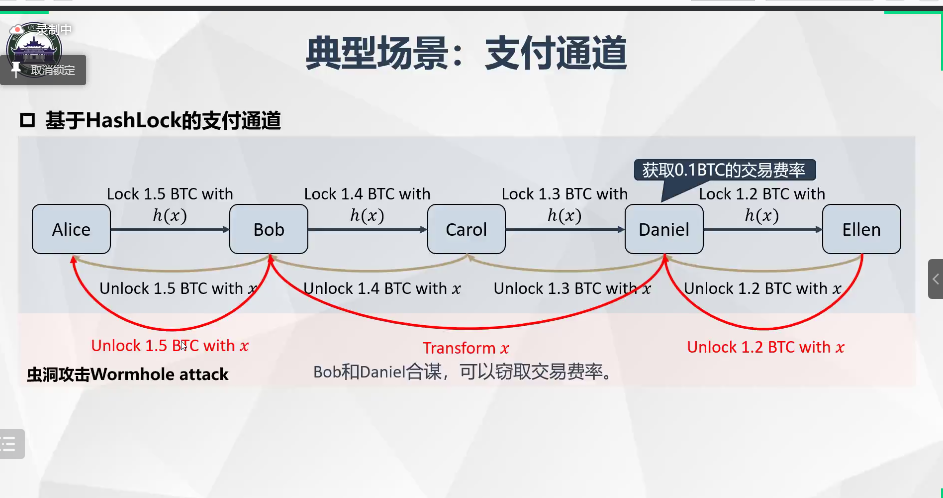 录制中
取消锁定
典型场景：支付通道
基于HashLock的支付通道
获取0.1BTC的交易费率
Lock 1.5 BTC with
h(x)
Lock 1.4 BTC with
h(x)
Lock 1.3 BTC with
h(x)
Lock 1.2 BTC with
h(x)
Alice
Bob
Carol
Daniel
Ellen
Unlock 1.5 BTC with x
Unlock 1.4 BTC with x
Unlock 1.3 BTC with x
Unlock 1.2 BTC with x
Unlock 1.5 BTC with x
Transform x
Unlock 1.2 BTC with x
虫洞攻击Wormhole attack
Bob和Daniel合谋，可以窃取交易费率。